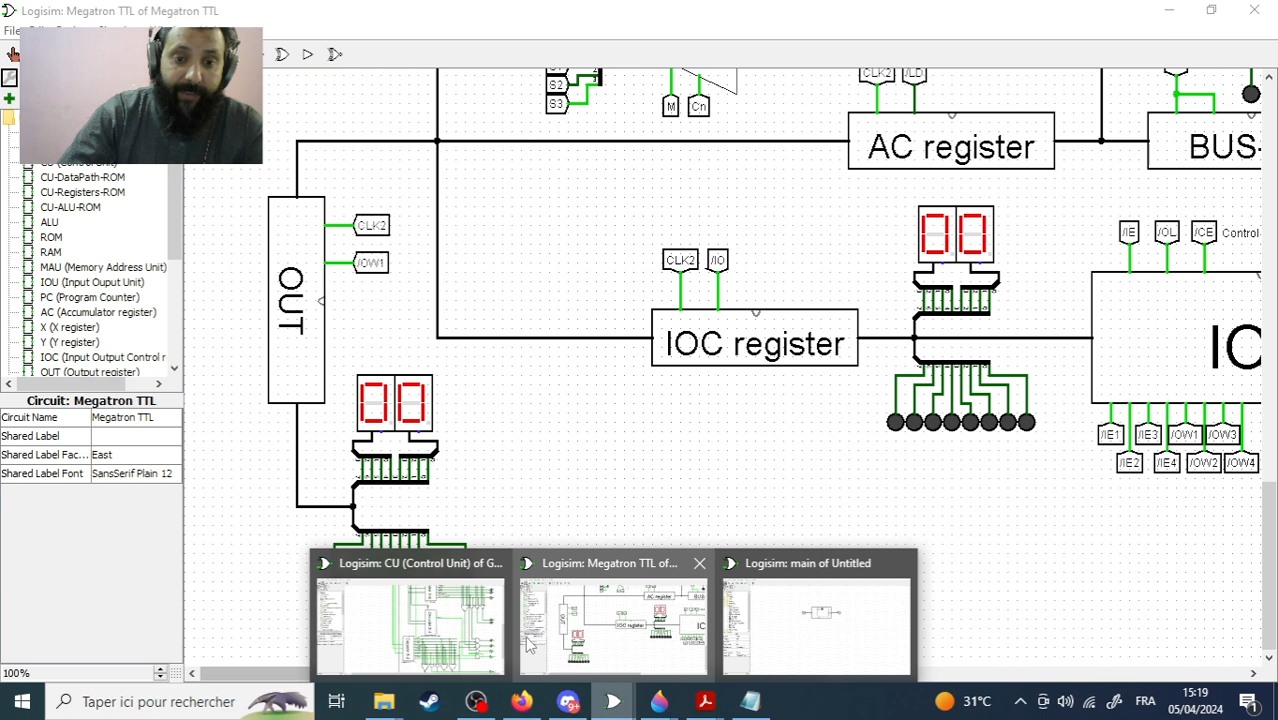 Logisim: Megatron TTL of Megatron TTL
S2
S3
M
Cn
CLK2
/LD
AC register
BUS-
CU-DataPath-ROM
CU-Registers-ROM
CU-ALU-ROM
ALU
ROM
RAM
MAU (Memory Address Unit)
IOU (Input Ouput Unit)
PC (Program Counter)
AC (Accumulator register)
X (X register)
Y (Y register)
IOC (Input Output Control r
OUT (Output register)
Circuit: Megatron TTL
Circuit Name Megatron TTL
Shared Label
Shared Label Fac... East
Shared Label Font SansSerif Plain 12
OUT
CLK2
/OW1
00
CLK2
/IO
IOC register
00
/IE
/OL
/CE
Control
IC
/IE1
/IE3
/OW1
/OW3
/IE2
/IE4
/OW2
/OW4
Logisim: CU (Control Unit) of G...
Logisim: Megatron TTL of...
Logisim: main of Untitled
100%
Taper ici pour rechercher
31°C
FRA
15:19
05/04/2024